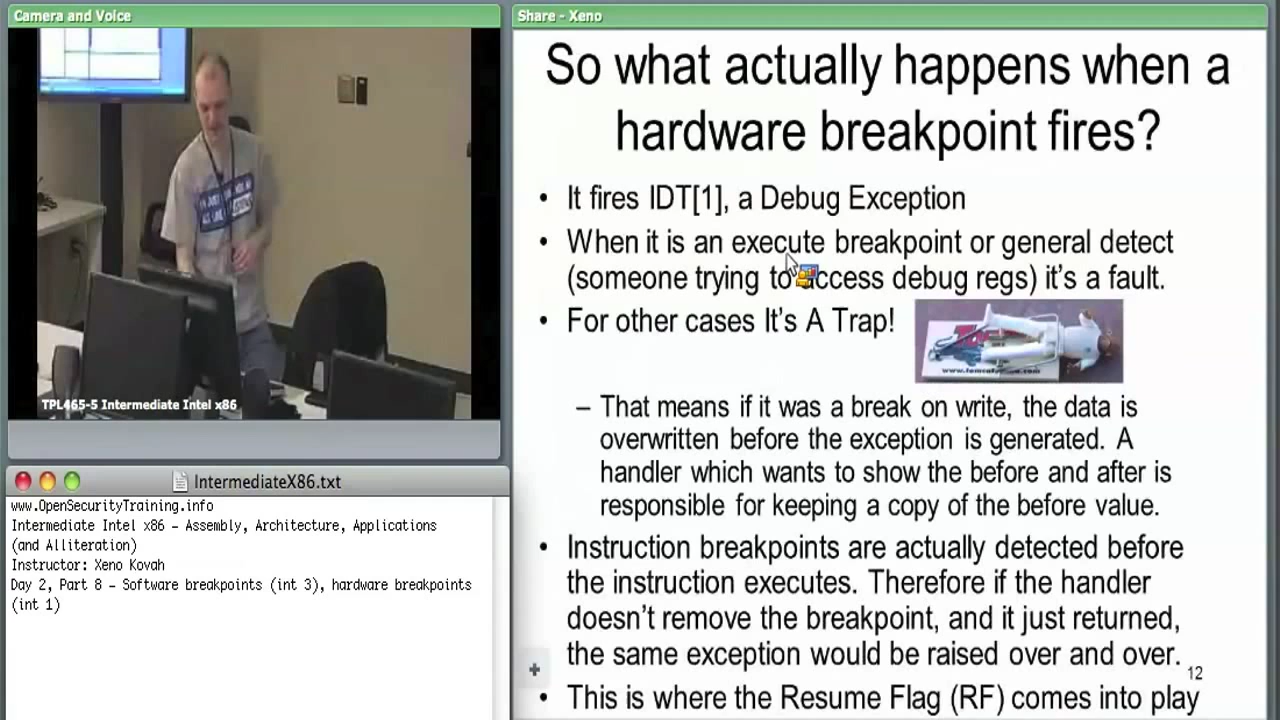 Camera and Voice
TPL465-5 Intermediate Intel x86
IntermediateX86.txt
www.OpenSecurityTraining.info
Intermediate Intel x86 – Assembly, Architecture, Applications
(and Alliteration)
Instructor: Xeno Kovah
Day 2, Part 8 – Software breakpoints (int 3), hardware breakpoints
(int 1)
Share - Xeno
So what actually happens when a
hardware breakpoint fires?
• It fires IDT[1], a Debug Exception
• When it is an execute breakpoint or general detect
(someone trying to access debug regs) it's a fault.
• For other cases It's A Trap!
– That means if it was a break on write, the data is
overwritten before the exception is generated. A
handler which wants to show the before and after is
responsible for keeping a copy of the before value.
• Instruction breakpoints are actually detected before
the instruction executes. Therefore if the handler
doesn't remove the breakpoint, and it just returned,
the same exception would be raised over and over.
12
• This is where the Resume Flag (RF) comes into play